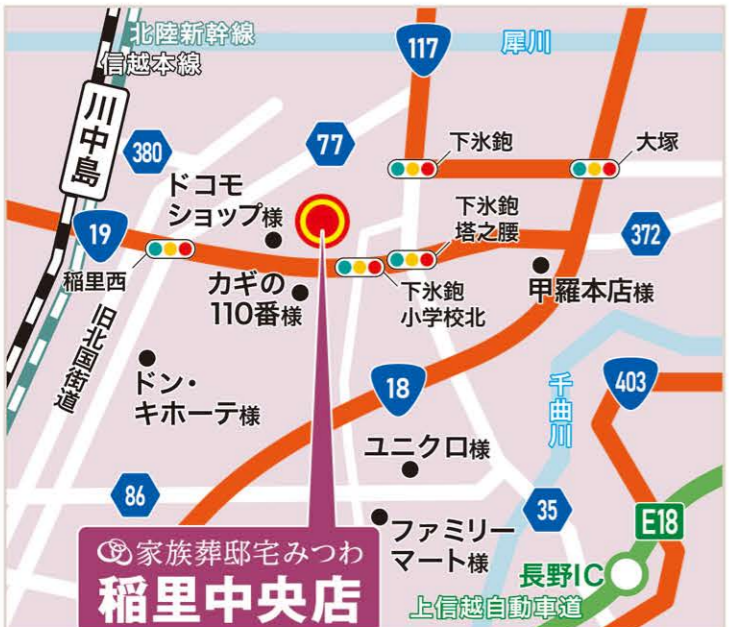 北陸新幹線
信越本線
川中島
犀川
117
380
77
下氷鉋
大塚
ドコモ
ショップ様
下氷鉋
塔之腰
19
372
稲里西
カギの
110番様
下氷鉋
小学校北
甲羅本店様
旧北国街道
ドン・
キホーテ様
18
千曲川
403
ユニクロ様
86
35
E18
ファミリー
マート様
長野IC
上信越自動車道
家族葬邸宅みつわ
稲里中央店